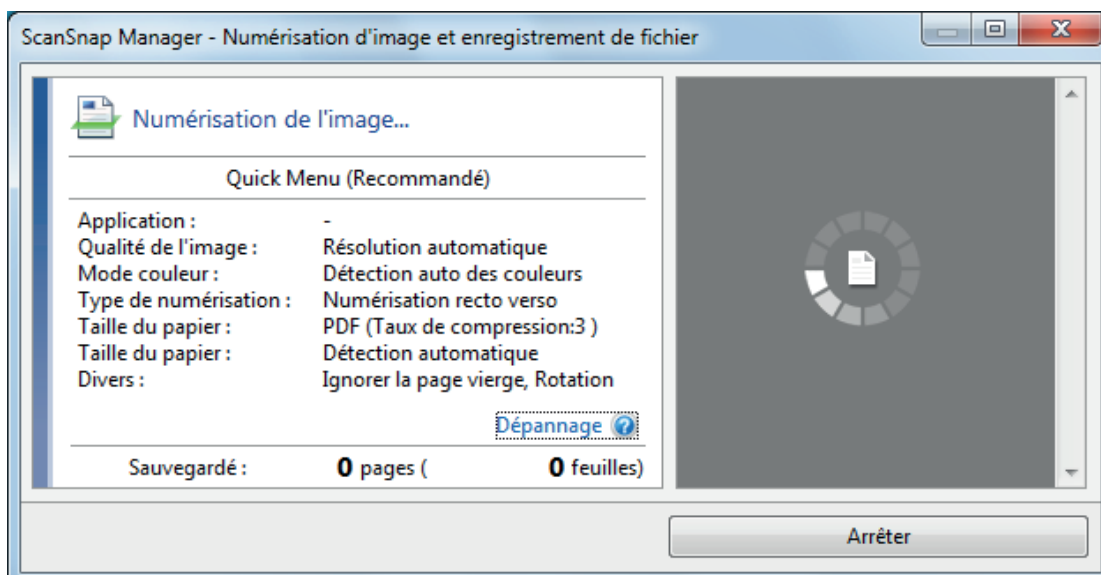 ScanSnap Manager - Numérisation d'image et enregistrement de fichier
Numérisation de l'image...
Quick Menu (Recommandé)
Application : -
Qualité de l'image : Résolution automatique
Mode couleur : Détection auto des couleurs
Type de numérisation : Numérisation recto verso
Taille du papier : PDF (Taux de compression:3 )
Taille du papier : Détection automatique
Divers : Ignorer la page vierge, Rotation
Dépannage
Sauvegardé : 0 pages ( 0 feuilles)
Arrêter